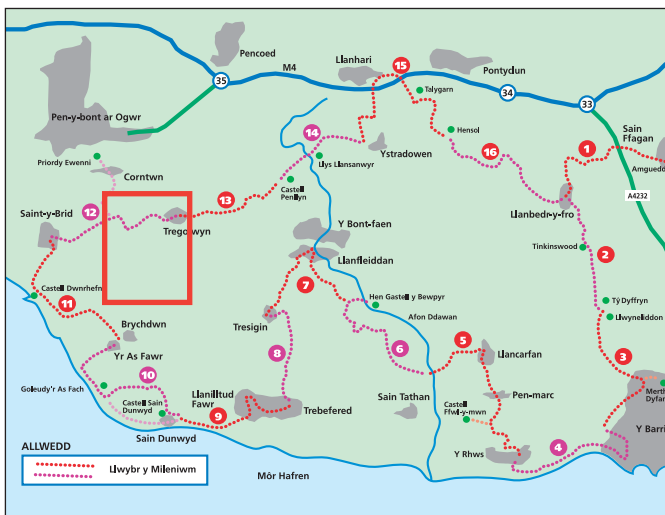 Pencoed
35
M4
Llanhari
15
Pontyclun
34
33
Talygarn
Pen-y-bont ar Ogwr
14
Hensol
1
Sain
Ffagan
Priordy Ewenni
Llys Llansanwyr
Ystradowen
16
Amguedd
Corntwn
Castell
Penllyn
13
A4232
12
Saint-y-Brid
Tregolwyn
Y Bont-faen
Llanbedr-y-fro
Llanfleiddan
Tinkinswood
2
Castell Dwnrhefn
7
Hen Gastell y Bewpyr
11
Tresigin
Afon Ddawan
Tŷ Dyffryn
Llwyneliddon
Brychdwn
8
5
Yr As Fawr
6
Llancarfan
3
Goleudy'r As Fach
10
Llanilltud
Fawr
Sain Tathan
Pen-marc
Merth
Dyfan
Castell Sain
Dunwyd
9
Trebefered
Castell
Ffwl-y-mwn
Y Barri
Sain Dunwyd
Y Rhws
4
ALLWEDD
Llwybr y Mileniwm
Môr Hafren